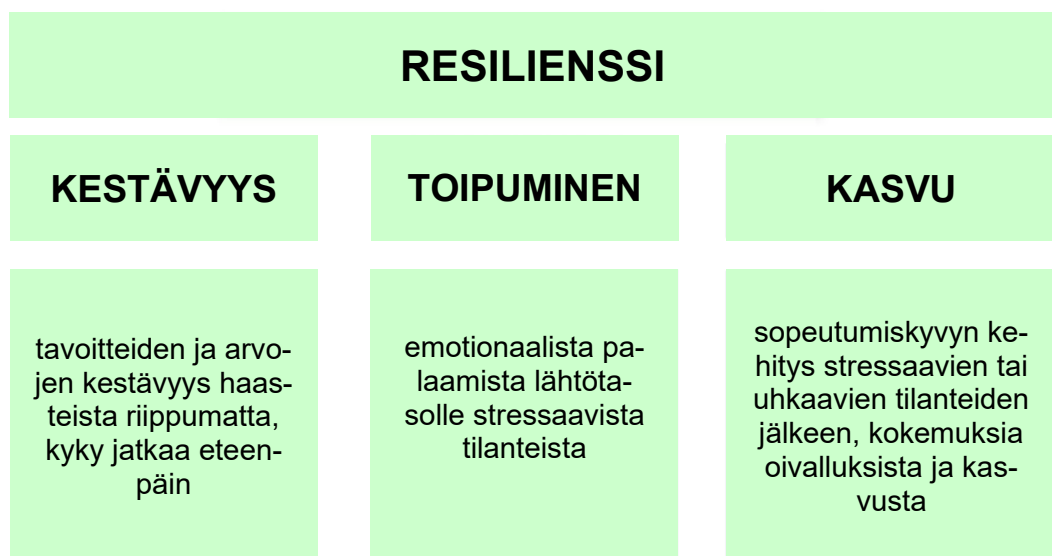 RESILIENSSI
KESTÄVYYS
TOIPUMINEN
KASVU
tavoitteiden ja arvo-
jen kestävyys haas-
teista riippumatta,
kyky jatkaa eteen-
päin
emotionaalista pa-
laamista lähtöta-
solle stressaavista
tilanteista
sopeutumiskyvyn ke-
hitys stressaavien tai
uhkaavien tilanteiden
jälkeen, kokemuksia
oivalluksista ja kas-
vusta